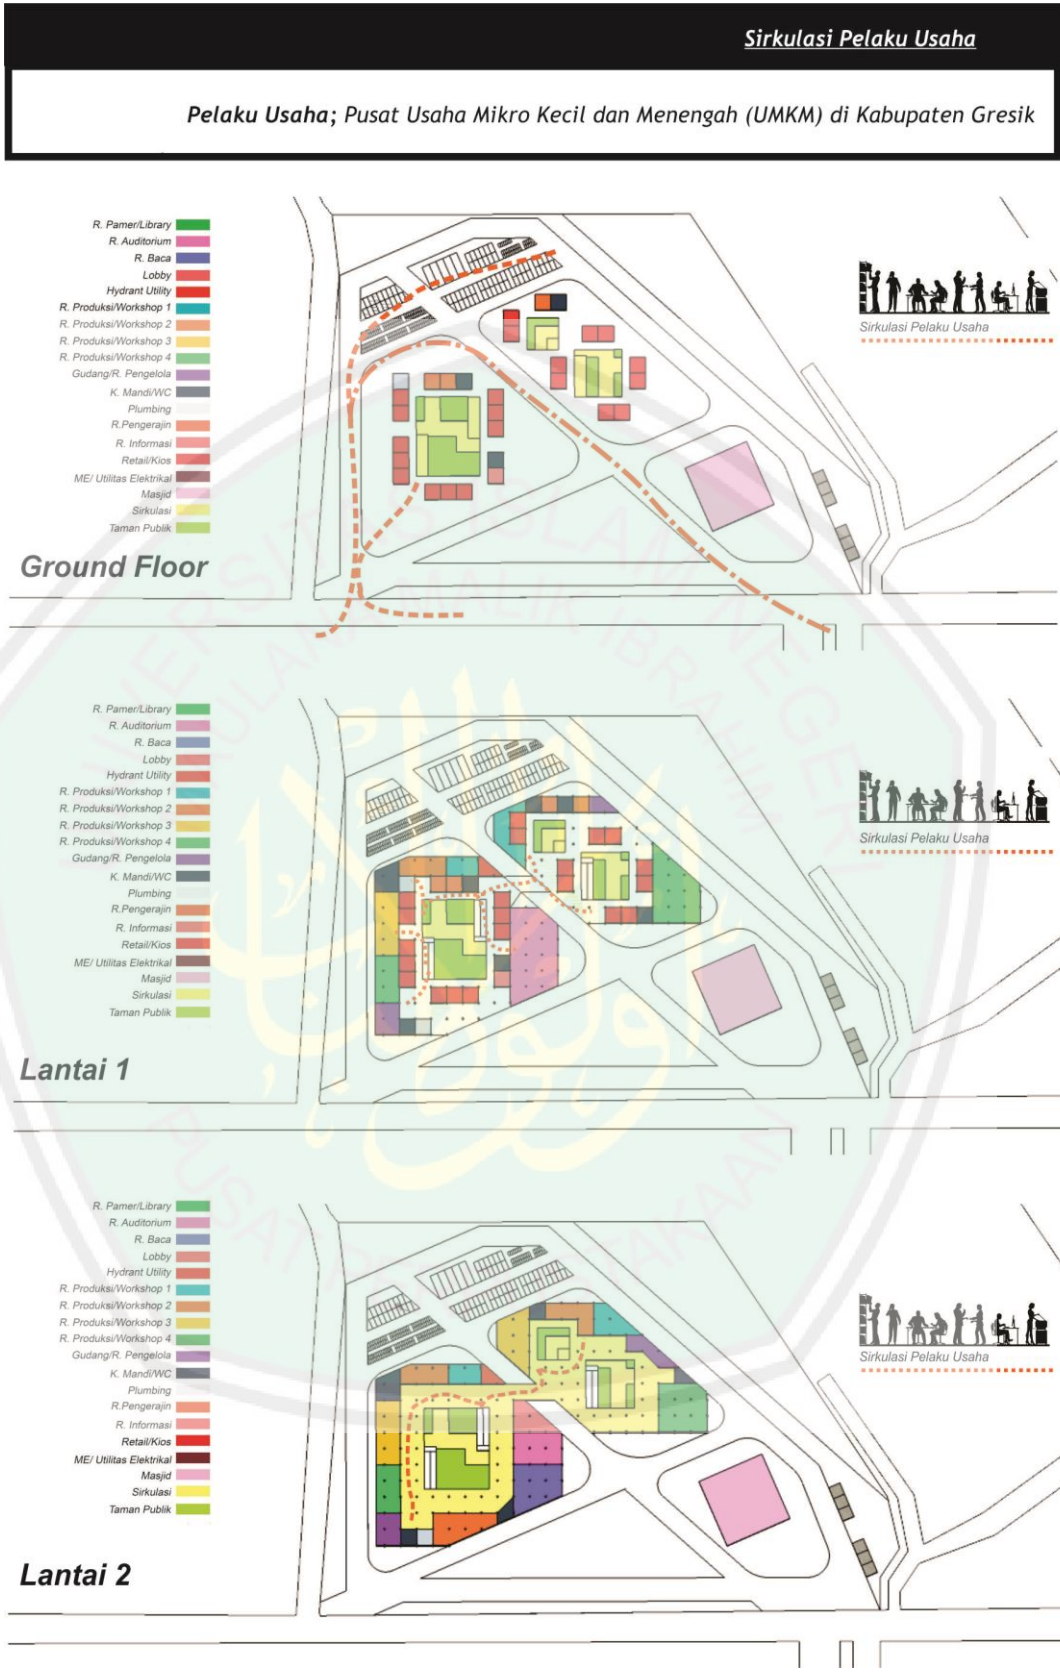 Sirkulasi Pelaku Usaha
Pelaku Usaha; Pusat Usaha Mikro Kecil dan Menengah (UMKM) di Kabupaten Gresik
R. Pamer/Library
R. Auditorium
R. Baca
Lobby
Hydrant Utility
R. Produksi/Workshop 1
R. Produksi/Workshop 2
R. Produksi/Workshop 3
R. Produksi/Workshop 4
Gudang/R. Pengelola
K. Mandi/WC
Plumbing
R.Pengerajin
R. Informasi
Retail/Kios
ME/ Utilitas Elektrikal
Masjid
Sirkulasi
Taman Publik
Sirkulasi Pelaku Usaha
Ground Floor
R. Pamer/Library
R. Auditorium
R. Baca
Lobby
Hydrant Utility
R. Produksi/Workshop 1
R. Produksi/Workshop 2
R. Produksi/Workshop 3
R. Produksi/Workshop 4
Gudang/R. Pengelola
K. Mandi/WC
Plumbing
R.Pengerajin
R. Informasi
Retail/Kios
ME/ Utilitas Elektrikal
Masjid
Sirkulasi
Taman Publik
Sirkulasi Pelaku Usaha
Lantai 1
R. Pamer/Library
R. Auditorium
R. Baca
Lobby
Hydrant Utility
R. Produksi/Workshop 1
R. Produksi/Workshop 2
R. Produksi/Workshop 3
R. Produksi/Workshop 4
Gudang/R. Pengelola
K. Mandi/WC
Plumbing
R.Pengerajin
R. Informasi
Retail/Kios
ME/ Utilitas Elektrikal
Masjid
Sirkulasi
Taman Publik
Sirkulasi Pelaku Usaha
Lantai 2